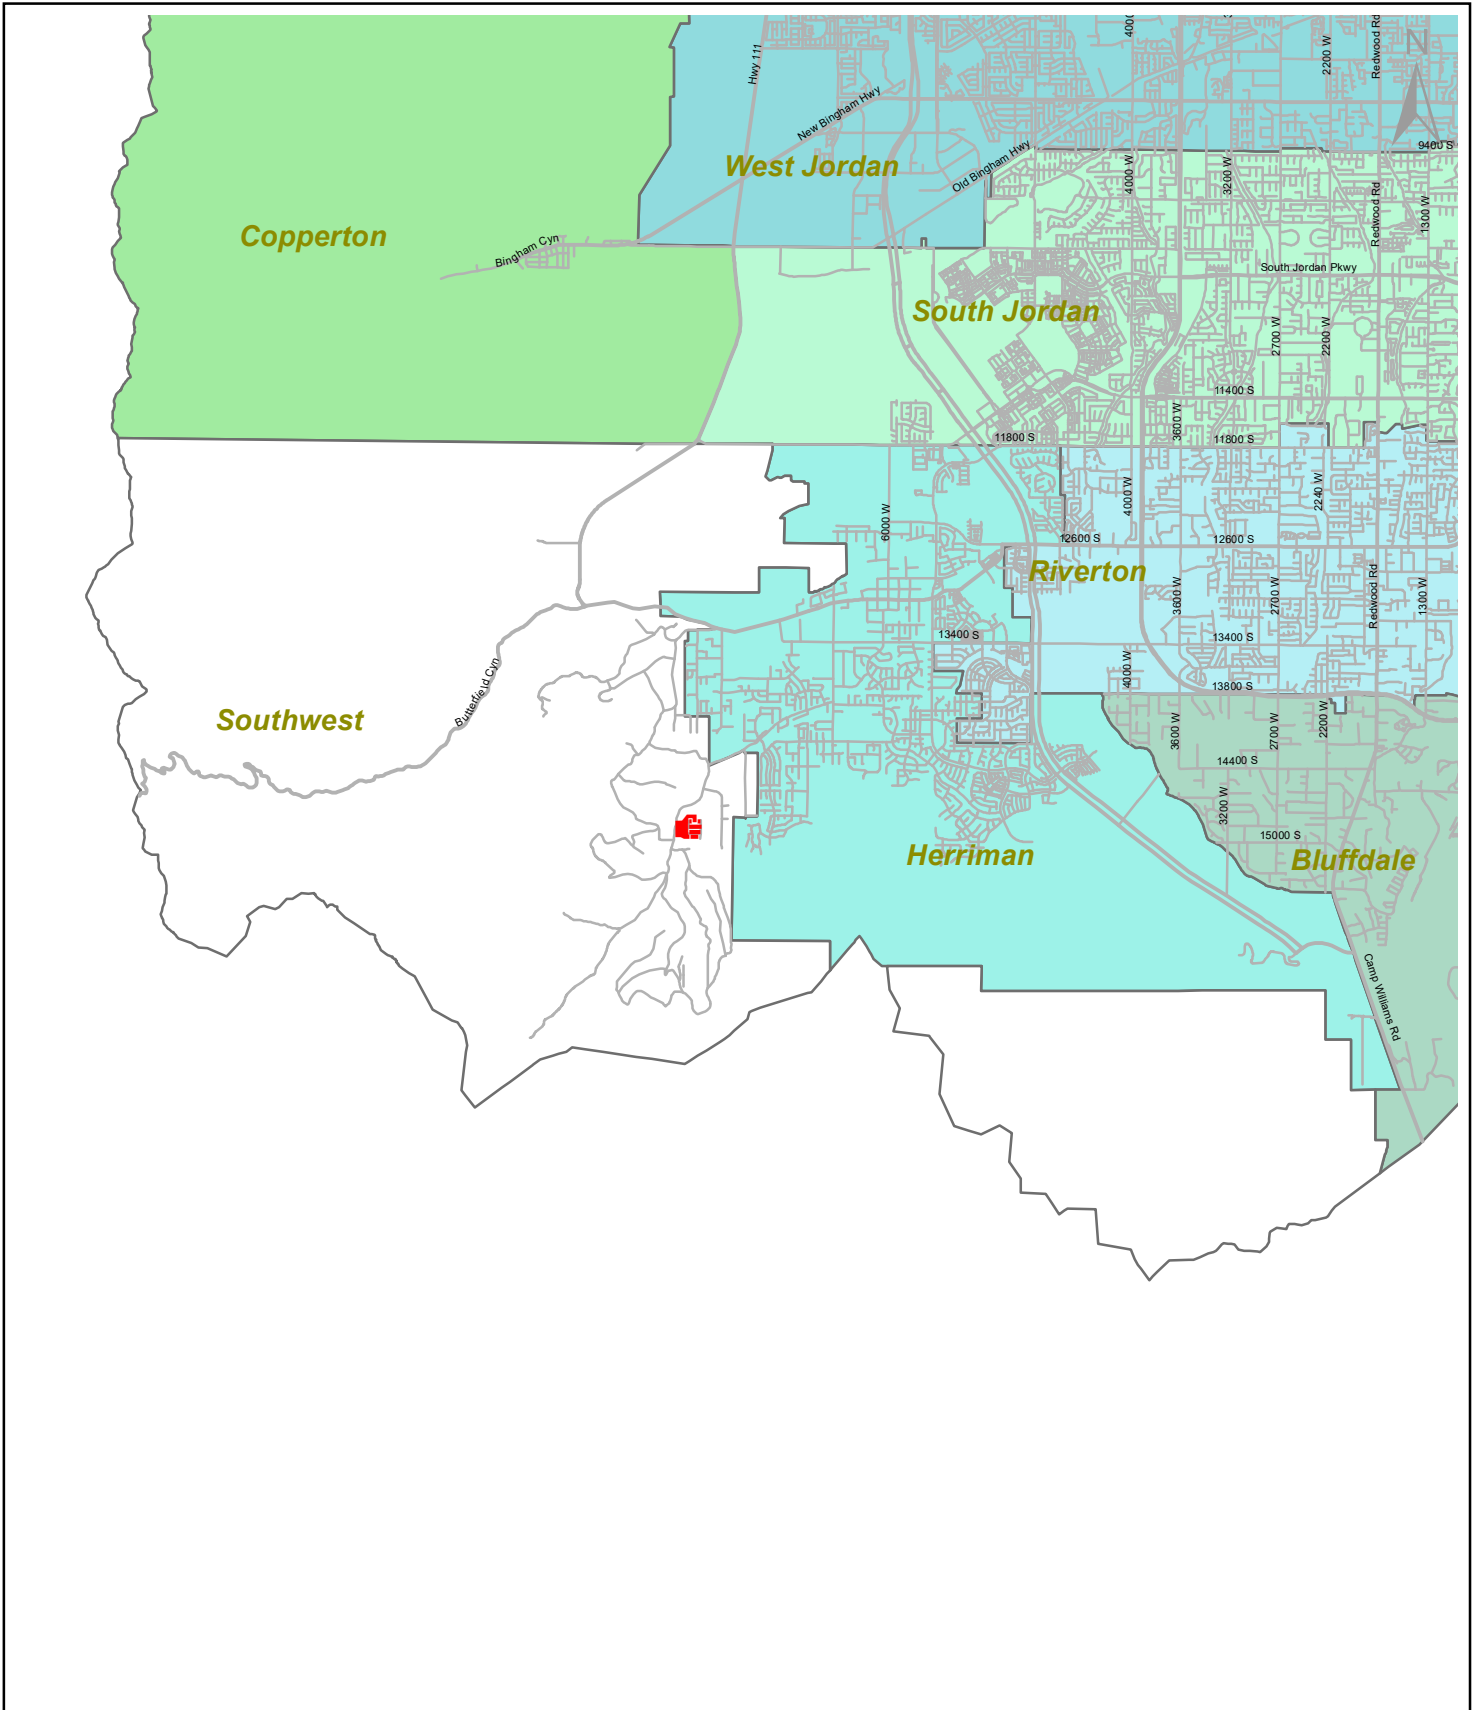 4000
Hwy 111
2200 W
Redwood Rd
N
New Bingham Hwy
West Jordan
Old Bingham Hwy
9400 S
4000 W
3200 W
Redwood Rd
1300 W
Copperton
Bingham Cyn
South Jordan Pkwy
South Jordan
2700 W
2200 W
11400 S
3600 W
11800 S
11800 S
6000 W
4000 W
2240 W
12600 S
12600 S
Riverton
3600 W
2700 W
Redwood Rd
1300 W
13400 S
13400 S
4000 W
13800 S
Butterfield Cyn
Southwest
3600 W
2700 W
2200 W
14400 S
3200 W
15000 S
Herriman
Bluffdale
Camp Williams Rd